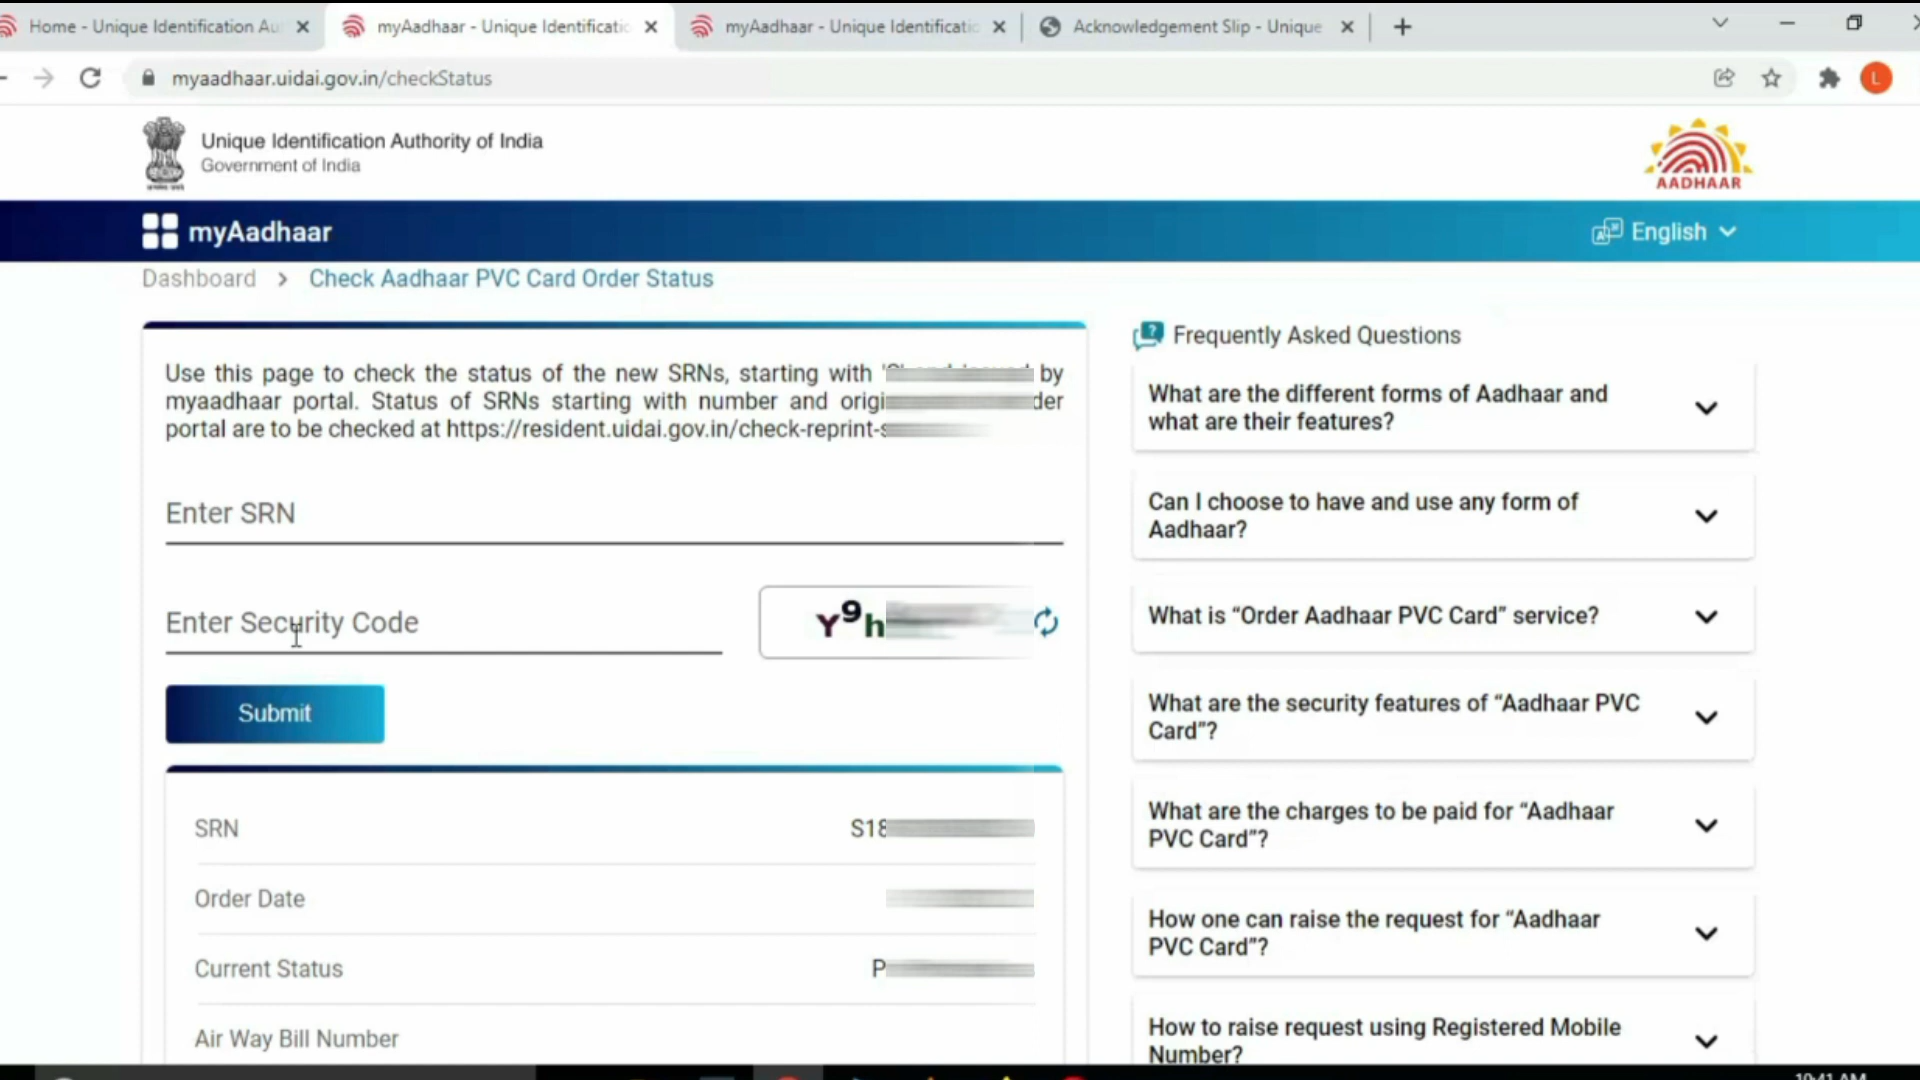 Home - Unique Identification Au
myAadhaar - Unique Identificatic
myAadhaar - Unique Identificatic
Acknowledgement Slip - Unique
myaadhaar.uidai.gov.in/checkStatus
L
Unique Identification Authority of India
Government of India
AADHAAR
myAadhaar
English
Dashboard > Check Aadhaar PVC Card Order Status
Use this page to check the status of the new SRNs, starting with by
myaadhaar portal. Status of SRNs starting with number and
portal are to be checked at https://resident.uidai.gov.in/check-reprint-s
Enter SRN
Enter Security Code
Y9h
Submit
SRN
S18
Order Date
Current Status
P
Air Way Bill Number
Frequently Asked Questions
What are the different forms of Aadhaar and
what are their features?
Can I choose to have and use any form of
Aadhaar?
What is “Order Aadhaar PVC Card” service?
What are the security features of “Aadhaar PVC
Card”?
What are the charges to be paid for “Aadhaar
PVC Card”?
How one can raise the request for “Aadhaar
PVC Card”?
How to raise request using Registered Mobile
Number?
10:41 AM